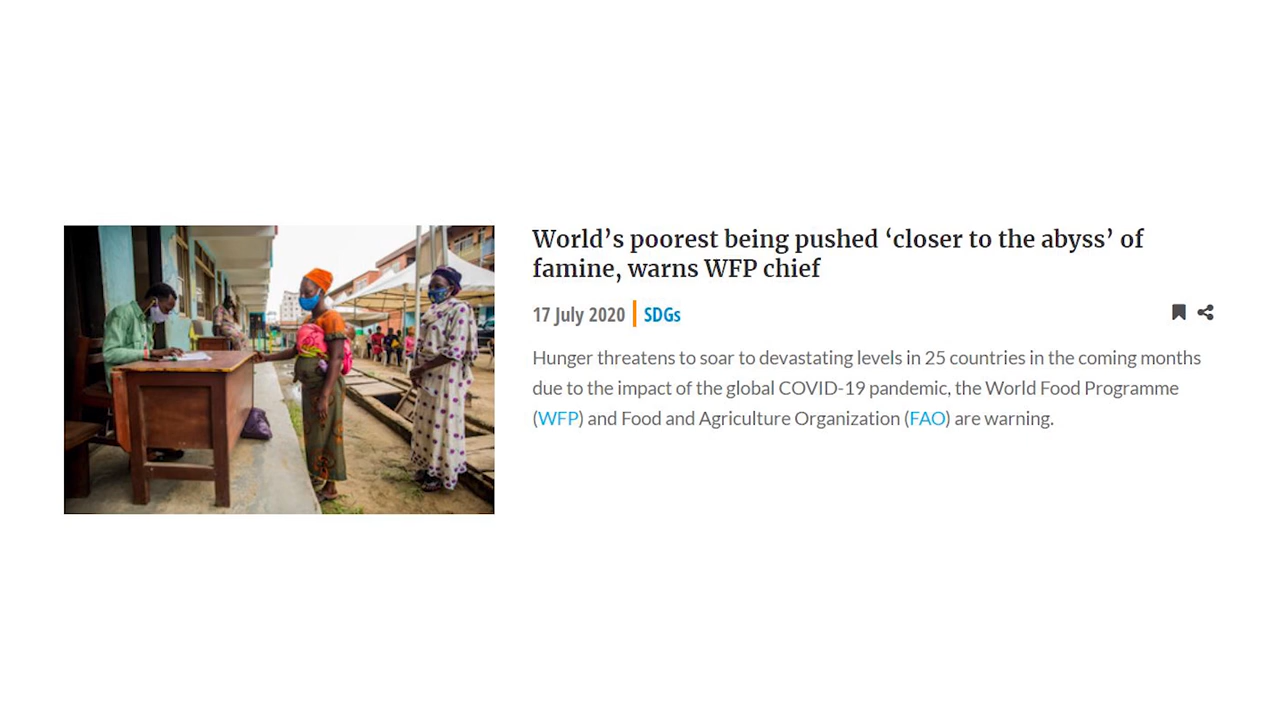 World’s poorest being pushed ‘closer to the abyss’ of
famine, warns WFP chief
17 July 2020 | SDGs
Hunger threatens to soar to devastating levels in 25 countries in the coming months
due to the impact of the global COVID-19 pandemic, the World Food Programme
(WFP) and Food and Agriculture Organization (FAO) are warning.